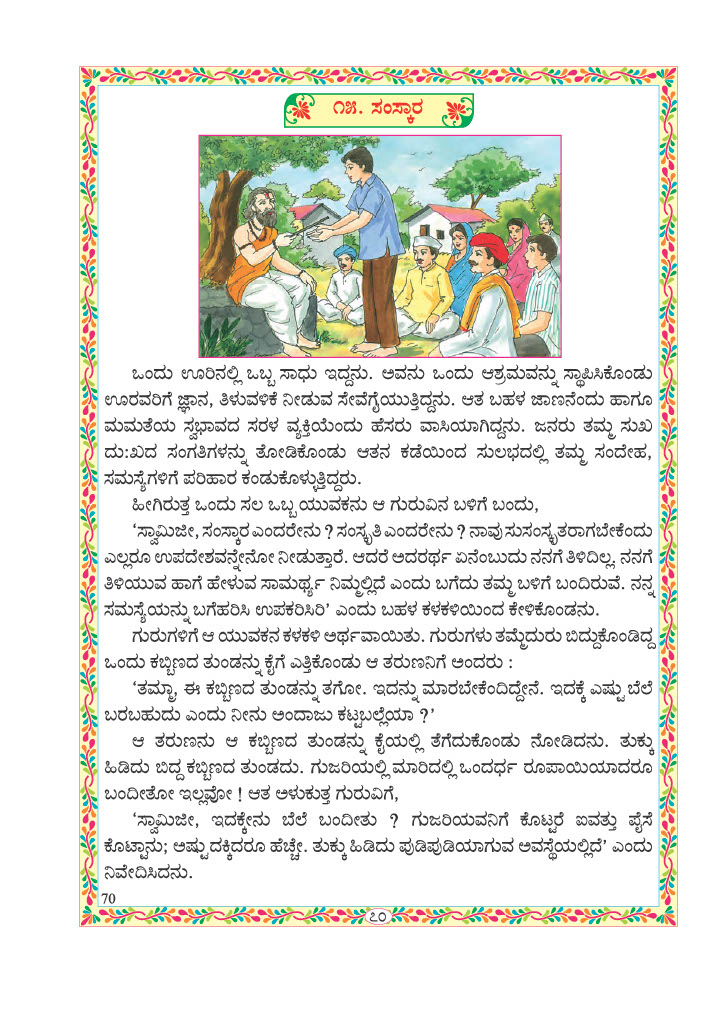 ೧೫. ಸಂಸ್ಕಾರ
ಒಂದು ಊರಿನಲ್ಲಿ ಒಬ್ಬ ಸಾಧು ಇದ್ದನು. ಅವನು ಒಂದು ಆಶ್ರಮವನ್ನು ಸ್ಥಾಪಿಸಿಕೊಂಡು
ಊರವರಿಗೆ ಜ್ಞಾನ, ತಿಳುವಳಿಕೆ ನೀಡುವ ಸೇವೆಗೈಯುತ್ತಿದ್ದನು. ಆತ ಬಹಳ ಜಾಣನೆಂದು ಹಾಗೂ
ಮಮತೆಯ ಸ್ವಭಾವದ ಸರಳ ವ್ಯಕ್ತಿಯೆಂದು ಹೆಸರು ವಾಸಿಯಾಗಿದ್ದನು. ಜನರು ತಮ್ಮ ಸುಖ
ದು:ಖದ ಸಂಗತಿಗಳನ್ನು ತೋಡಿಕೊಂಡು ಆತನ ಕಡೆಯಿಂದ ಸುಲಭದಲ್ಲಿ ತಮ್ಮ ಸಂದೇಹ,
ಸಮಸ್ಯೆಗಳಿಗೆ ಪರಿಹಾರ ಕಂಡುಕೊಳ್ಳುತ್ತಿದ್ದರು.
ಹೀಗಿರುತ್ತ ಒಂದು ಸಲ ಒಬ್ಬ ಯುವಕನು ಆ ಗುರುವಿನ ಬಳಿಗೆ ಬಂದು,
‘ಸ್ವಾಮಿಜೀ, ಸಂಸ್ಕಾರ ಎಂದರೇನು ? ಸಂಸ್ಕೃತಿ ಎಂದರೇನು ? ನಾವು ಸುಸಂಸ್ಕೃತರಾಗಬೇಕೆಂದು
ಎಲ್ಲರೂ ಉಪದೇಶವನ್ನೇನೋ ನೀಡುತ್ತಾರೆ. ಆದರೆ ಅದರರ್ಥ ಏನೆಂಬುದು ನನಗೆ ತಿಳಿದಿಲ್ಲ. ನನಗೆ
ತಿಳಿಯುವ ಹಾಗೆ ಹೇಳುವ ಸಾಮರ್ಥ್ಯ ನಿಮ್ಮಲ್ಲಿದೆ ಎಂದು ಬಗೆದು ತಮ್ಮ ಬಳಿಗೆ ಬಂದಿರುವೆ. ನನ್ನ
ಸಮಸ್ಯೆಯನ್ನು ಬಗೆಹರಿಸಿ ಉಪಕರಿಸಿರಿ’ ಎಂದು ಬಹಳ ಕಳಕಳಿಯಿಂದ ಕೇಳಿಕೊಂಡನು.
ಗುರುಗಳಿಗೆ ಆ ಯುವಕನ ಕಳಕಳಿ ಅರ್ಥವಾಯಿತು. ಗುರುಗಳು ತಮ್ಮೆದುರು ಬಿದ್ದುಕೊಂಡಿದ್ದ
ಒಂದು ಕಬ್ಬಿಣದ ತುಂಡನ್ನು ಕೈಗೆ ಎತ್ತಿಕೊಂಡು ಆ ತರುಣನಿಗೆ ಅಂದರು :
‘ತಮ್ಮಾ, ಈ ಕಬ್ಬಿಣದ ತುಂಡನ್ನು ತಗೋ. ಇದನ್ನು ಮಾರಬೇಕೆಂದಿದ್ದೇನೆ. ಇದಕ್ಕೆ ಎಷ್ಟು ಬೆಲೆ
ಬರಬಹುದು ಎಂದು ನೀನು ಅಂದಾಜು ಕಟ್ಟಬಲ್ಲೆಯಾ ?’
ಆ ತರುಣನು ಆ ಕಬ್ಬಿಣದ ತುಂಡನ್ನು ಕೈಯಲ್ಲಿ ತೆಗೆದುಕೊಂಡು ನೋಡಿದನು. ತುಕ್ಕು
ಹಿಡಿದು ಬಿದ್ದ ಕಬ್ಬಿಣದ ತುಂಡದು. ಗುಜರಿಯಲ್ಲಿ ಮಾರಿದಲ್ಲಿ ಒಂದರ್ಧ ರೂಪಾಯಿಯಾದರೂ
ಬಂದೀತೋ ಇಲ್ಲವೋ ! ಆತ ಅಳುಕುತ್ತ ಗುರುವಿಗೆ,
‘ಸ್ವಾಮಿಜೀ, ಇದಕ್ಕೇನು ಬೆಲೆ ಬಂದೀತು ? ಗುಜರಿಯವನಿಗೆ ಕೊಟ್ಟರೆ ಐವತ್ತು ಪೈಸೆ
ಕೊಟ್ಟಾನು; ಅಷ್ಟು ದಕ್ಕಿದರೂ ಹೆಚ್ಚೇ. ತುಕ್ಕು ಹಿಡಿದು ಪುಡಿಪುಡಿಯಾಗುವ ಅವಸ್ಥೆಯಲ್ಲಿದೆ’ ಎಂದು
ನಿವೇದಿಸಿದನು.
70
೭೦